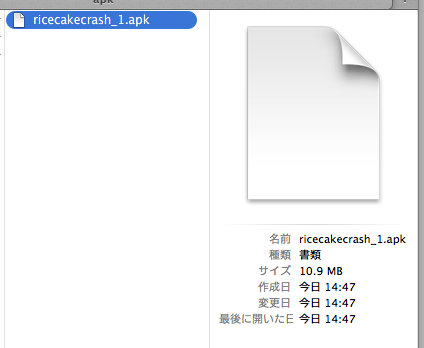 apk
ricecakecrash_1.apk
名前 ricecakecrash_1.apk
種類 書類
サイズ 10.9 MB
作成日 今日 14:47
変更日 今日 14:47
最後に開いた日 今日 14:47